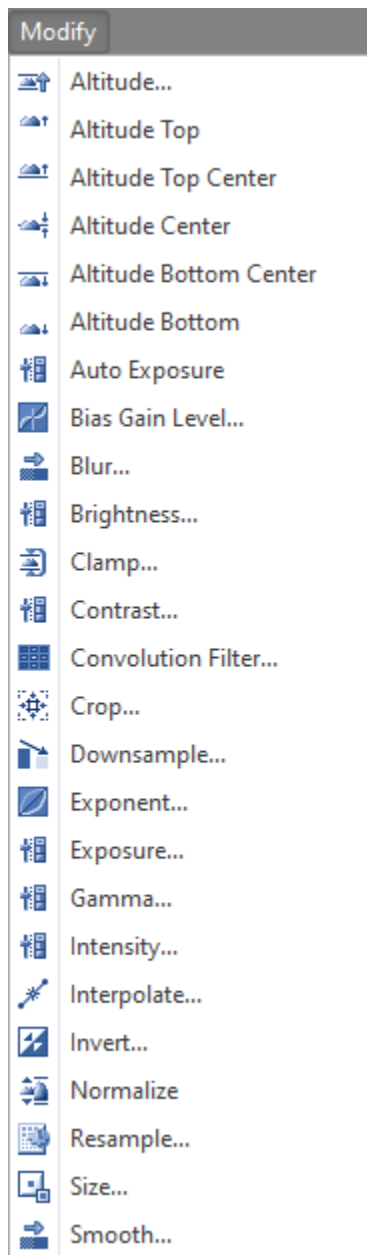 Modify
Altitude...
Altitude Top
Altitude Top Center
Altitude Center
Altitude Bottom Center
Altitude Bottom
Auto Exposure
Bias Gain Level...
Blur...
Brightness...
Clamp...
Contrast...
Convolution Filter...
Crop...
Downsample...
Exponent...
Exposure...
Gamma...
Intensity...
Interpolate...
Invert...
Normalize
Resample...
Size...
Smooth...